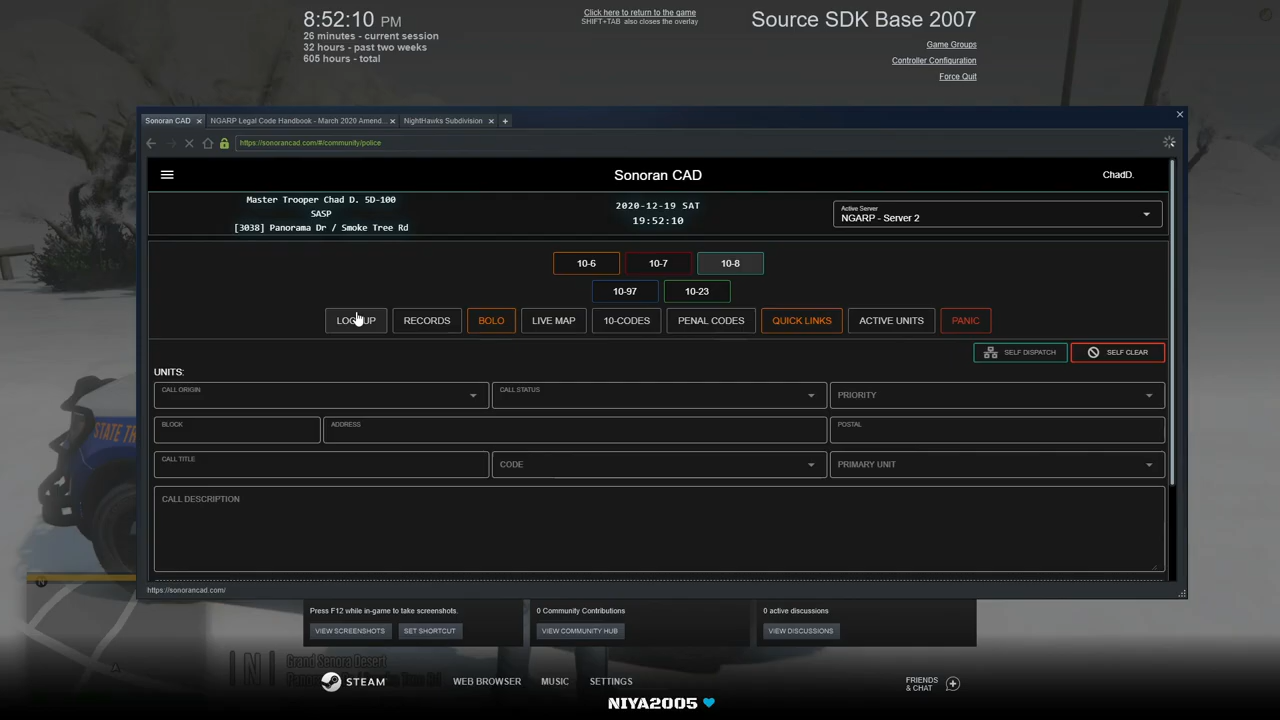 8:52:10 PM
26 minutes - current session
32 hours - past two weeks
605 hours - total
Click here to return to the game
SHIFT+TAB also closes the overlay
Source SDK Base 2007
Game Groups
Controller Configuration
Force Quit
Sonoran CAD
NGARP Legal Code Handbook - March 2020 Amend...
NightHawks Subdivision
https://sonorancad.com/#/community/police
Sonoran CAD
ChadD.
Master Trooper Chad D. 5D-100
SASP
[3038] Panorama Dr / Smoke Tree Rd
2020-12-19 SAT
19:52:10
Active Server
NGARP - Server 2
10-6
10-7
10-8
10-97
10-23
LOOKUP
RECORDS
BOLO
LIVE MAP
10-CODES
PENAL CODES
QUICK LINKS
ACTIVE UNITS
PANIC
SELF DISPATCH
SELF CLEAR
UNITS:
CALL ORIGIN
CALL STATUS
PRIORITY
BLOCK
ADDRESS
POSTAL
CALL TITLE
CODE
PRIMARY UNIT
CALL DESCRIPTION
STATE
https://sonorancad.com/
Press F12 while in-game to take screenshots.
VIEW SCREENSHOTS
SET SHORTCUT
0 Community Contributions
VIEW COMMUNITY HUB
0 active discussions
VIEW DISCUSSIONS
N
Grand Senora Desert
STEAM
WEB BROWSER
MUSIC
SETTINGS
FRIENDS
& CHAT
NIYA2005